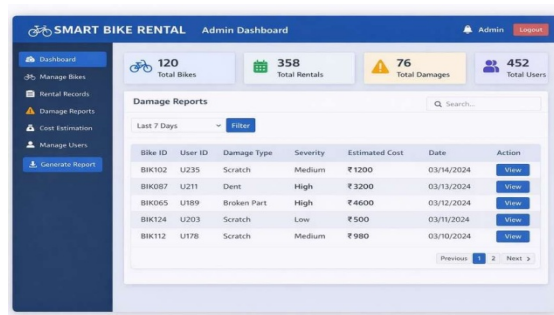 SMART BIKE RENTAL Admin Dashboard Admin Logout
Dashboard
Manage Bikes
Rental Records
Damage Reports
Cost Estimation
Manage Users
Generate Report
120 358 76 452
Total Bikes Total Rentals Total Damages Total Users
Damage Reports Search...
Last 7 Days Filter
Bike ID User ID Damage Type Severity Estimated Cost Date Action
BIK102 U235 Scratch Medium ₹1200 03/14/2024 View
BIK087 U211 Dent High ₹3200 03/13/2024 View
BIK065 U189 Broken Part High ₹4600 03/12/2024 View
BIK124 U203 Scratch Low ₹500 03/11/2024 View
BIK112 U178 Scratch Medium ₹980 03/10/2024 View
Previous 1 2 Next